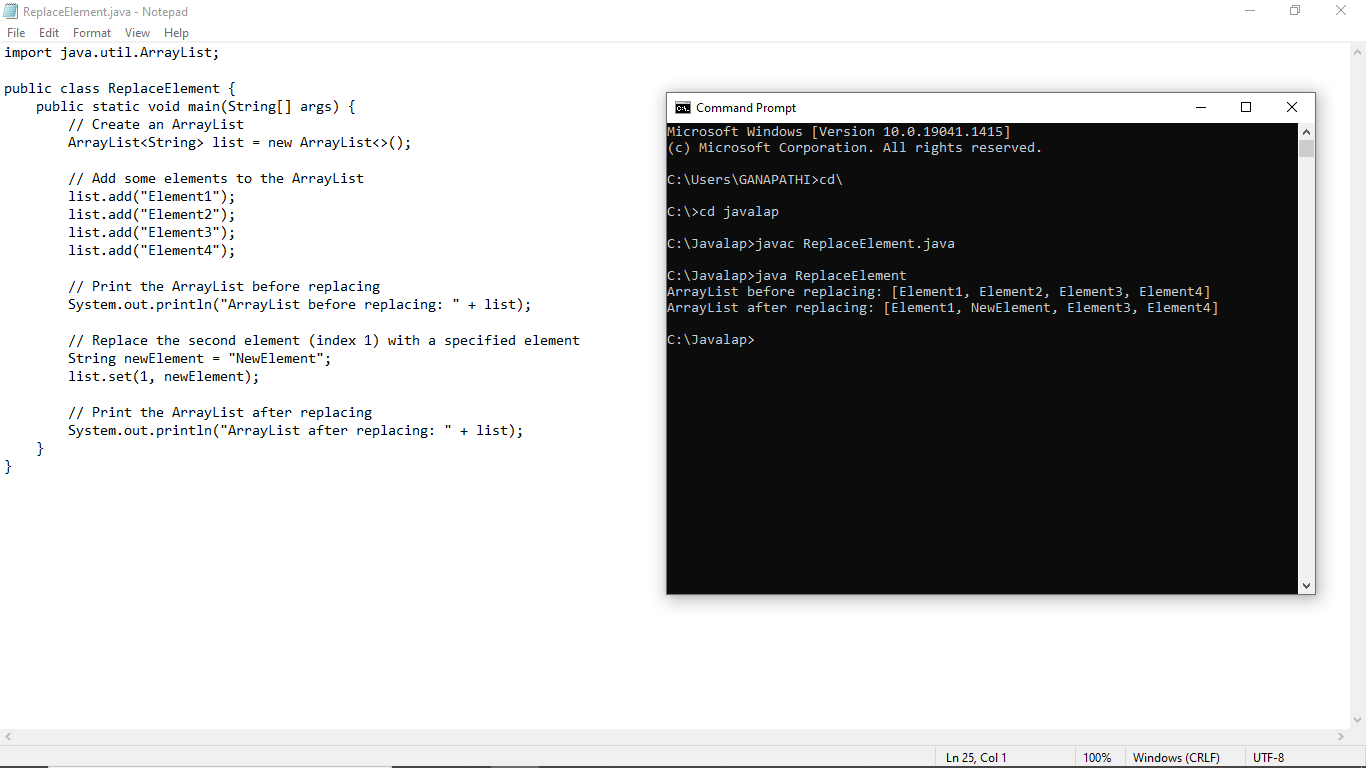 ReplaceElement.java - Notepad
File Edit Format View Help
import java.util.ArrayList;
public class ReplaceElement {
    public static void main(String[] args) {
        // Create an ArrayList
        ArrayList<String> list = new ArrayList<>();
        // Add some elements to the ArrayList
        list.add("Element1");
        list.add("Element2");
        list.add("Element3");
        list.add("Element4");
        // Print the ArrayList before replacing
        System.out.println("ArrayList before replacing: " + list);
        // Replace the second element (index 1) with a specified element
        String newElement = "NewElement";
        list.set(1, newElement);
        // Print the ArrayList after replacing
        System.out.println("ArrayList after replacing: " + list);
    }
}
C:\. Command Prompt
Microsoft Windows [Version 10.0.19041.1415]
(c) Microsoft Corporation. All rights reserved.
C:\Users\GANAPATHI>cd\
C:\>cd javalap
C:\Javalap>javac ReplaceElement.java
C:\Javalap>java ReplaceElement
ArrayList before replacing: [Element1, Element2, Element3, Element4]
ArrayList after replacing: [Element1, NewElement, Element3, Element4]
C:\Javalap>
Ln 25, Col 1 100% Windows (CRLF) UTF-8